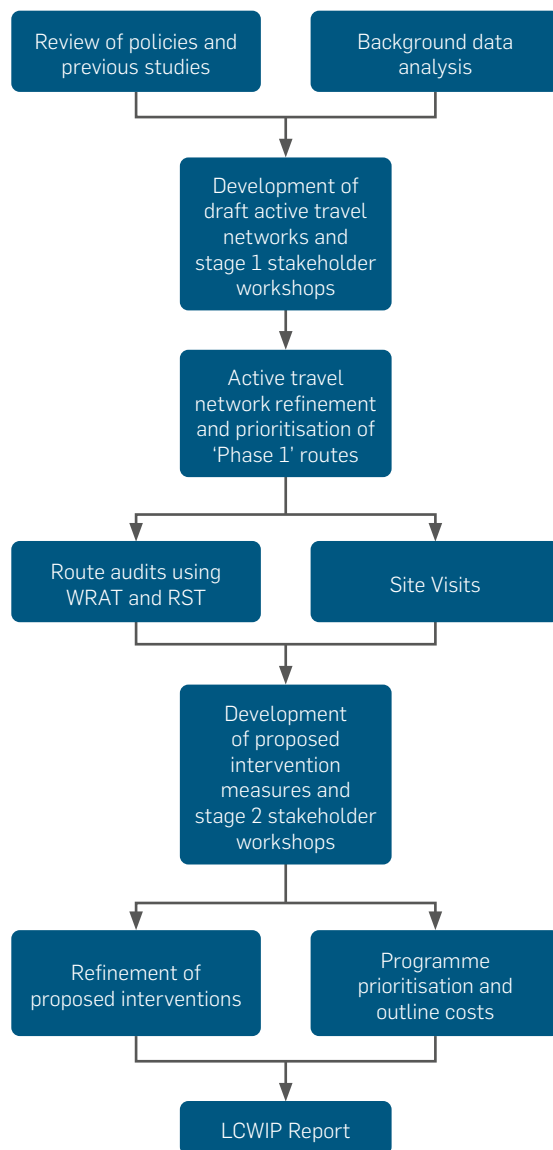 Review of policies and
previous studies
Background data
analysis
Development of
draft active travel
networks and
stage 1 stakeholder
workshops
Active travel
network refinement
and prioritisation of
‘Phase 1’ routes
Route audits using
WRAT and RST
Site Visits
Development
of proposed
intervention
measures and
stage 2 stakeholder
workshops
Refinement of
proposed interventions
Programme
prioritisation and
outline costs
LCWIP Report